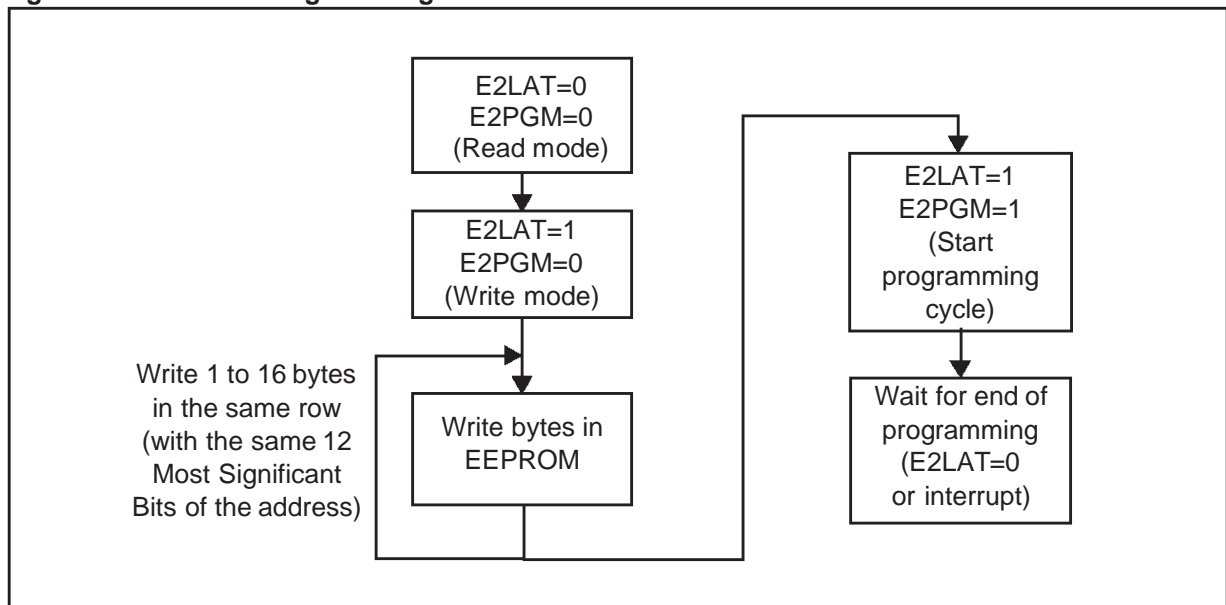 E2LAT=0
E2PGM=0
(Read mode)
E2LAT=1
E2PGM=0
(Write mode)
Write 1 to 16 bytes
in the same row
(with the same 12
Most Significant
Bits of the address)
Write bytes in
EEPROM
E2LAT=1
E2PGM=1
(Start
programming
cycle)
Wait for end of
programming
(E2LAT=0
or interrupt)